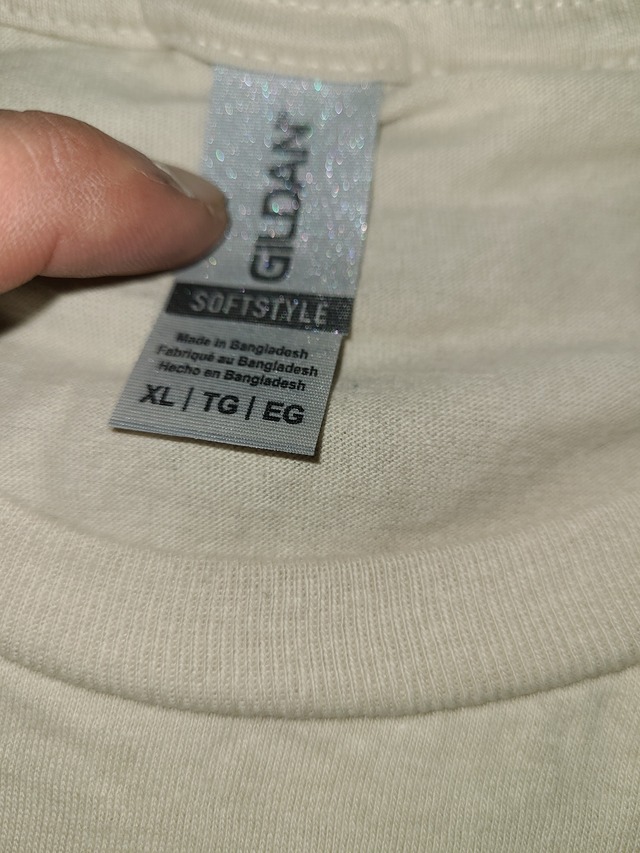 GILDAN
SOFTSTYLE
Made in Bangladesh
Fabriqué au Bangladesh
Hecho en Bangladesh
XL | TG | EG